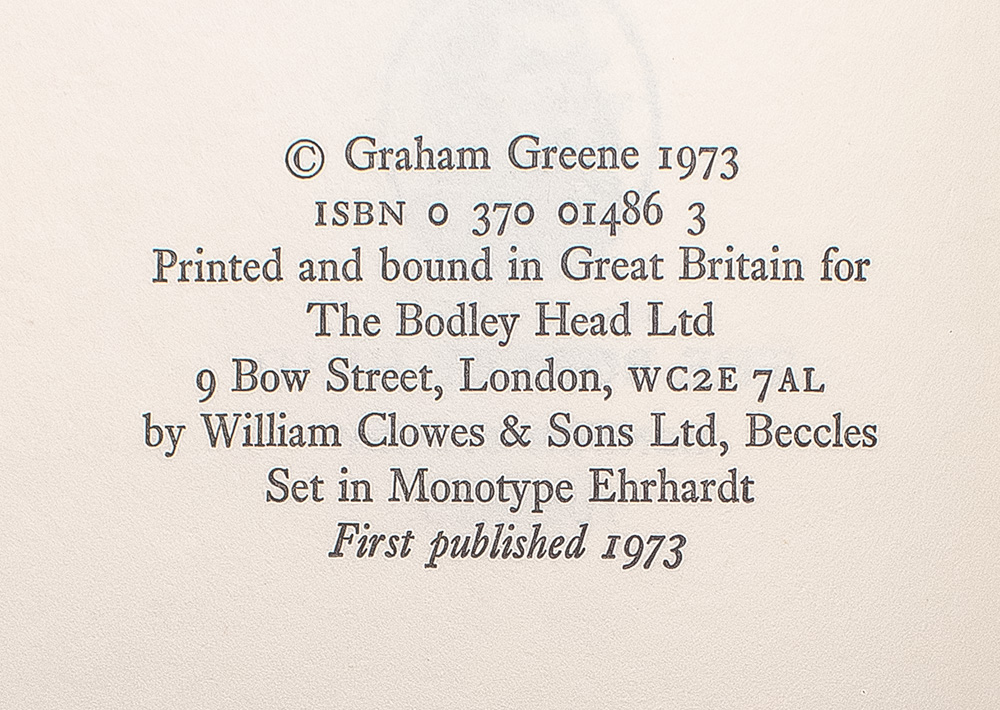 © Graham Greene 1973
ISBN 0 370 01486 3
Printed and bound in Great Britain for
The Bodley Head Ltd
9 Bow Street, London, WC2E 7AL
by William Clowes & Sons Ltd, Beccles
Set in Monotype Ehrhardt
First published 1973